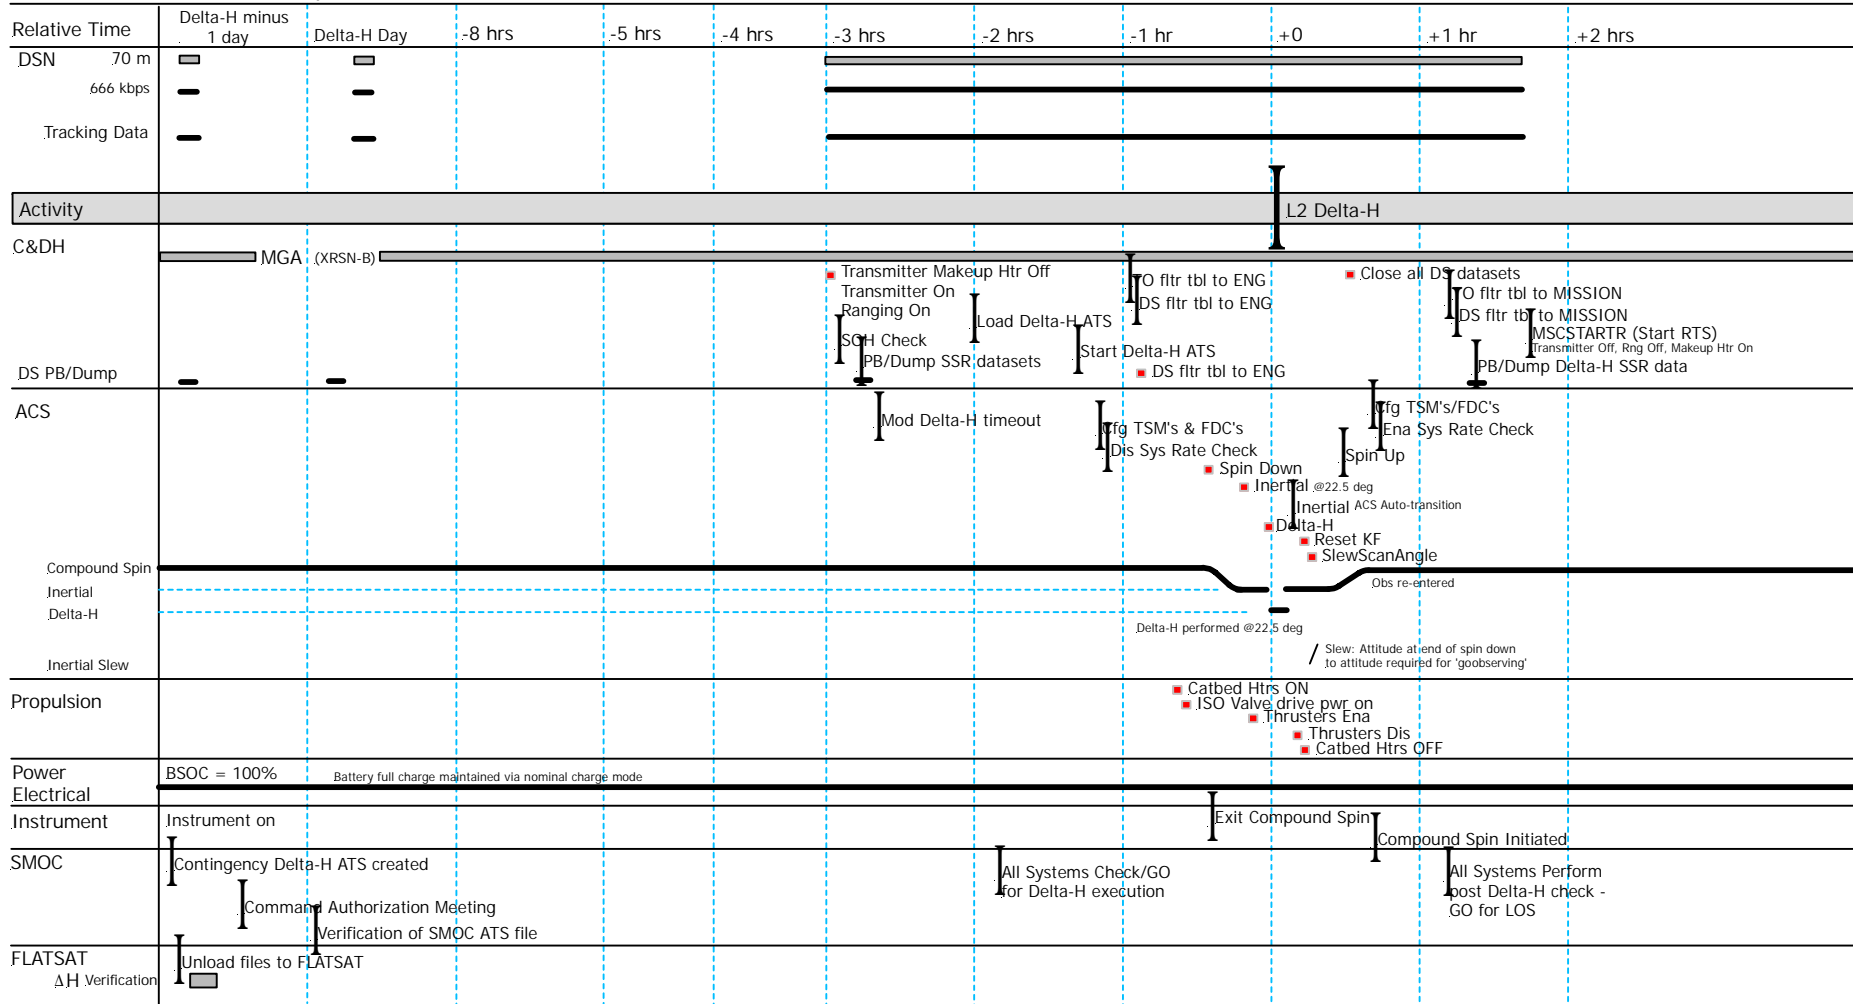 Relative Time
Delta-H minus
1 day
Delta-H Day
-8 hrs
-5 hrs
-4 hrs
-3 hrs
-2 hrs
-1 hr
+0
+1 hr
+2 hrs
DSN 70 m
666 kbps
Tracking Data
Activity
L2 Delta-H
C&DH
MGA (XRSN-B)
Transmitter Makeup Htr Off
Transmitter On
Ranging On
SOH Check
PB/Dump SSR datasets
Load Delta-H ATS
Start Delta-H ATS
TO fltr tbl to ENG
DS fltr tbl to ENG
DS fltr tbl to ENG
Close all DS datasets
TO fltr tbl to MISSION
DS fltr tbl to MISSION
MSCSTARTR (Start RTS)
Transmitter Off, Rng Off, Makeup Htr On
PB/Dump Delta-H SSR data
DS PB/Dump
ACS
Mod Delta-H timeout
Cfg TSM's & FDC's
Dis Sys Rate Check
Spin Down
Inertial @22.5 deg
Inertial ACS Auto-transition
Delta-H
Reset KF
SlewScanAngle
Cfg TSM's/FDC's
Ena Sys Rate Check
Spin Up
Compound Spin
Inertial
Delta-H
Obs re-entered
Delta-H performed @22.5 deg
Inertial Slew
Slew: Attitude at end of spin down
to attitude required for 'goobserving'
Propulsion
Catbed Htrs ON
ISO Valve drive pwr on
Thrusters Ena
Thrusters Dis
Catbed Htrs OFF
Power
Electrical
BSOC = 100%
Battery full charge maintained via nominal charge mode
Instrument
Instrument on
Exit Compound Spin
Compound Spin Initiated
SMOC
Contingency Delta-H ATS created
Command Authorization Meeting
Verification of SMOC ATS file
All Systems Check/GO
for Delta-H execution
All Systems Perform
post Delta-H check -
GO for LOS
FLATSAT
Unload files to FLATSAT
ΔH Verification